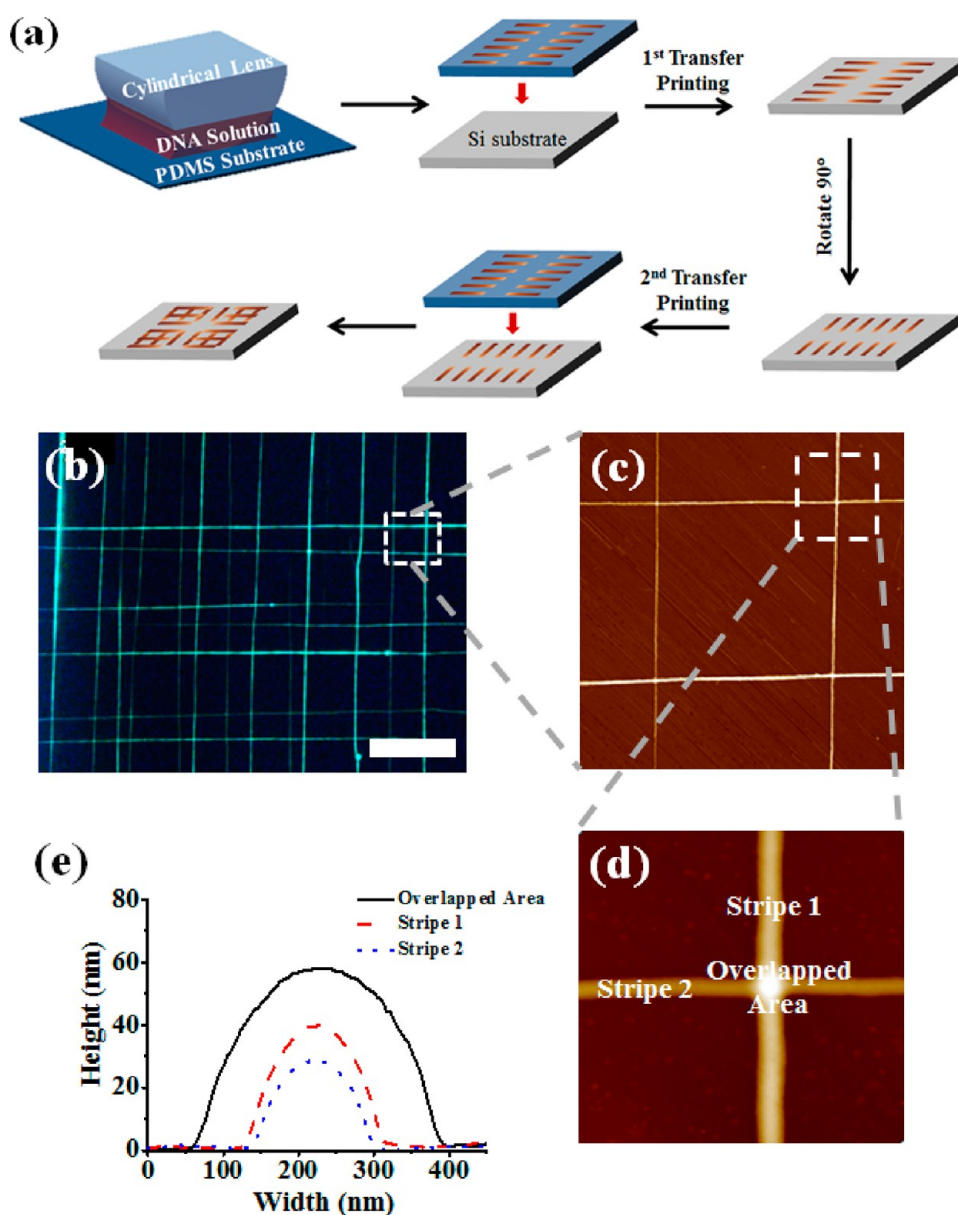 (a)
Cylindrical Lens
DNA Solution
PDMS Substrate
Si substrate
1st Transfer
Printing
Rotate 90°
2nd Transfer
Printing
(b)
(c)
(d)
Stripe 1
Stripe 2
Overlapped
Area
(e)
80
60
40
20
0
Height (nm)
Overlapped Area
Stripe 1
Stripe 2
0 100 200 300 400
Width (nm)